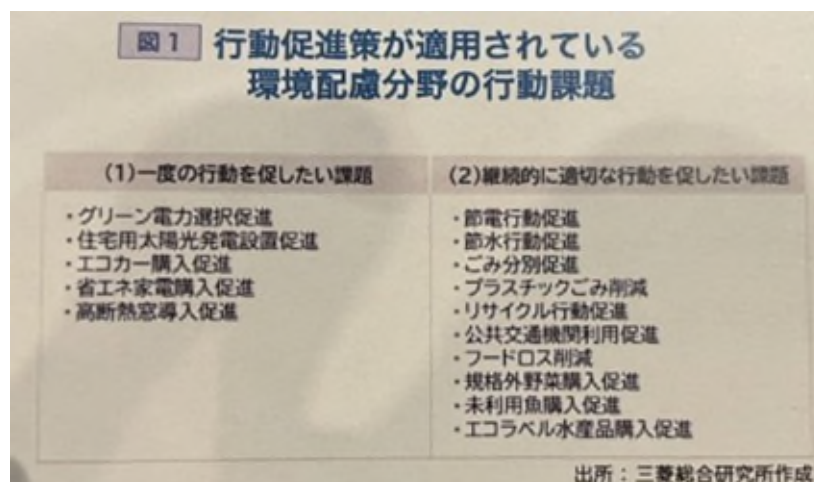 図1 行動促進策が適用されている
環境配慮分野の行動課題
(1)一度の行動を促したい課題
・グリーン電力選択促進
・住宅用太陽光発電設置促進
・エコカー購入促進
・省エネ家電購入促進
・高断熱窓導入促進
(2)継続的に適切な行動を促したい課題
・節電行動促進
・節水行動促進
・ごみ分別促進
・プラスチックごみ削減
・リサイクル行動促進
・公共交通機関利用促進
・フードロス削減
・規格外野菜購入促進
・未利用魚購入促進
・エコラベル水産品購入促進
出所：三菱総合研究所作成